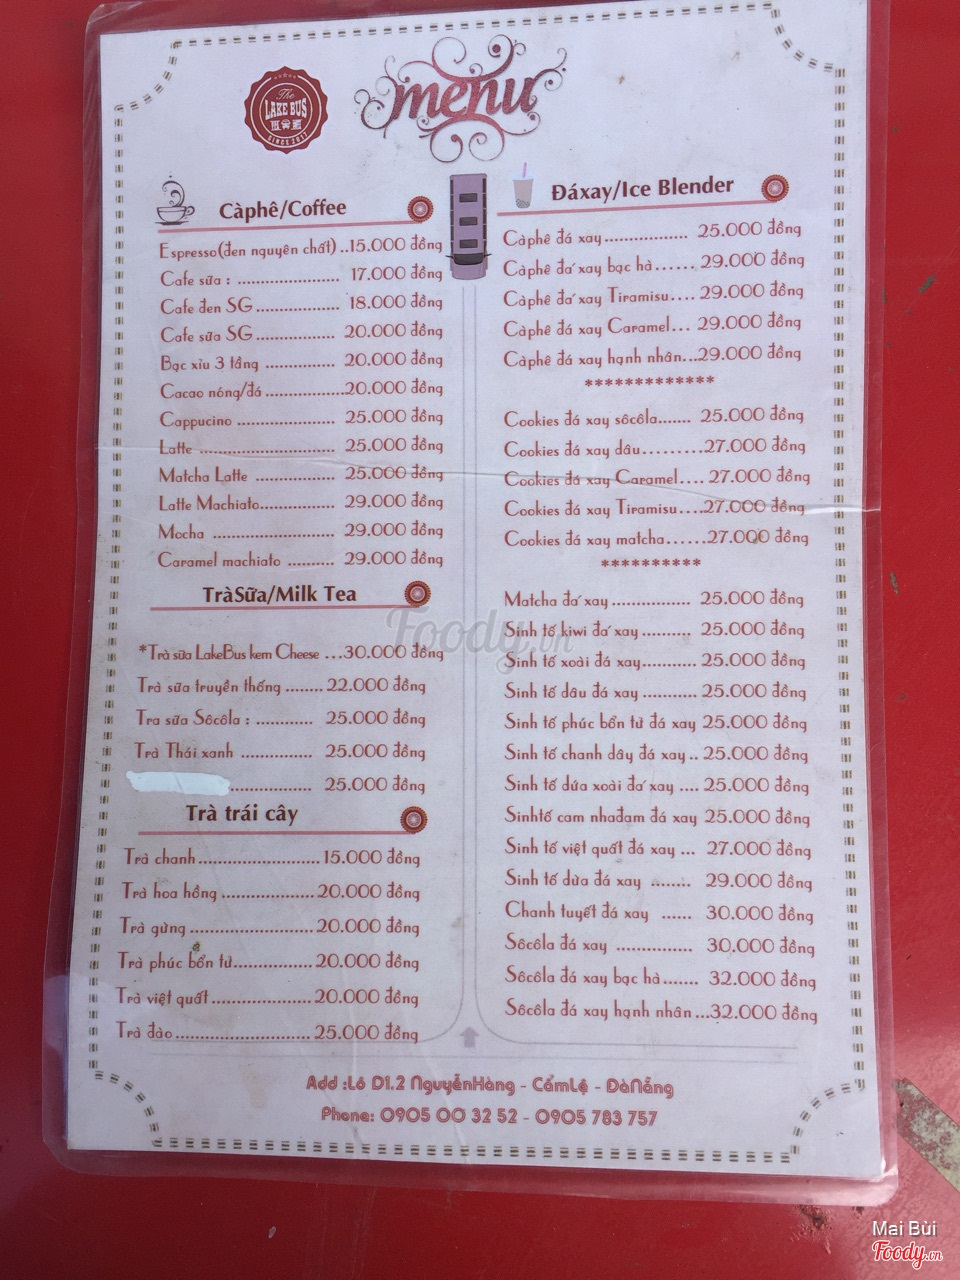 The
LAKE BUS
SINCE 2017
menu
Càphê/Coffee
Espresso(đen nguyên chất) ..15.000 đồng
Cafe sữa : ..................... 17.000 đồng
Cafe đen SG ................. 18.000 đồng
Cafe sữa SG ................. 20.000 đồng
Bạc xỉu 3 tầng .............. 20.000 đồng
Cacao nóng/đá ................20.000 đồng
Cappucino .................... 25.000 đồng
Latte ........................... 25.000 đồng
Matcha Latte ................ 25.000 đồng
Latte Machiato............... 29.000 đồng
Mocha ........................ 29.000 đồng
Caramel machiato .......... 29.000 đồng
TràSữa/Milk Tea
*Trà sữa LakeBus kem Cheese ...30.000 đồng
Trà sữa truyền thống ........ 22.000 đồng
Tra sữa Sôcôla : ............ 25.000 đồng
Trà Thái xanh ............... 25.000 đồng
................. 25.000 đồng
Trà trái cây
Trà chanh.........................15.000 đồng
Trà hoa hồng ...................20.000 đồng
Trà gừng .........................20.000 đồng
Trà phúc bồn tử................20.000 đồng
Trà việt quất ....................20.000 đồng
Trà đào............................25.000 đồng
Đáxay/Ice Blender
Càphê đá xay................. 25.000 đồng
Càphê đá xay bạc hà...... 29.000 đồng
Càphê đá xay Tiramisu.... 29.000 đồng
Càphê đá xay Caramel... 29.000 đồng
Càphê đá xay hạnh nhân...29.000 đồng
*************
Cookies đá xay sôcôla....... 25.000 đồng
Cookies đá xay dâu.........27.000 đồng
Cookies đá xay Caramel.... 27.000 đồng
Cookies đá xay Tiramisu....27.000 đồng
Cookies đá xay matcha......27.000 đồng
**********
Matcha đá xay ................ 25.000 đồng
Sinh tố kiwi đá xay.......... 25.000 đồng
Sinh tố xoài đá xay........... 25.000 đồng
Sinh tố dâu đá xay ........... 25.000 đồng
Sinh tố phúc bồn tử đá xay 25.000 đồng
Sinh tố chanh dây đá xay .. 25.000 đồng
Sinh tố dứa xoài đá xay .... 25.000 đồng
Sinhtố cam nhađam đá xay 25.000 đồng
Sinh tố việt quất đá xay ... 27.000 đồng
Sinh tố dừa đá xay ........ 29.000 đồng
Chanh tuyết đá xay ...... 30.000 đồng
Sôcôla đá xay ............... 30.000 đồng
Sôcôla đá xay bạc hà....... 32.000 đồng
Sôcôla đá xay hạnh nhân ...32.000 đồng
Add :Lô D1.2 NguyễnHàng - CẩmLệ - ĐàNẵng
Phone: 0905 00 32 52 - 0905 783 757
Foody.vn
Mai Bùi
Foody.vn